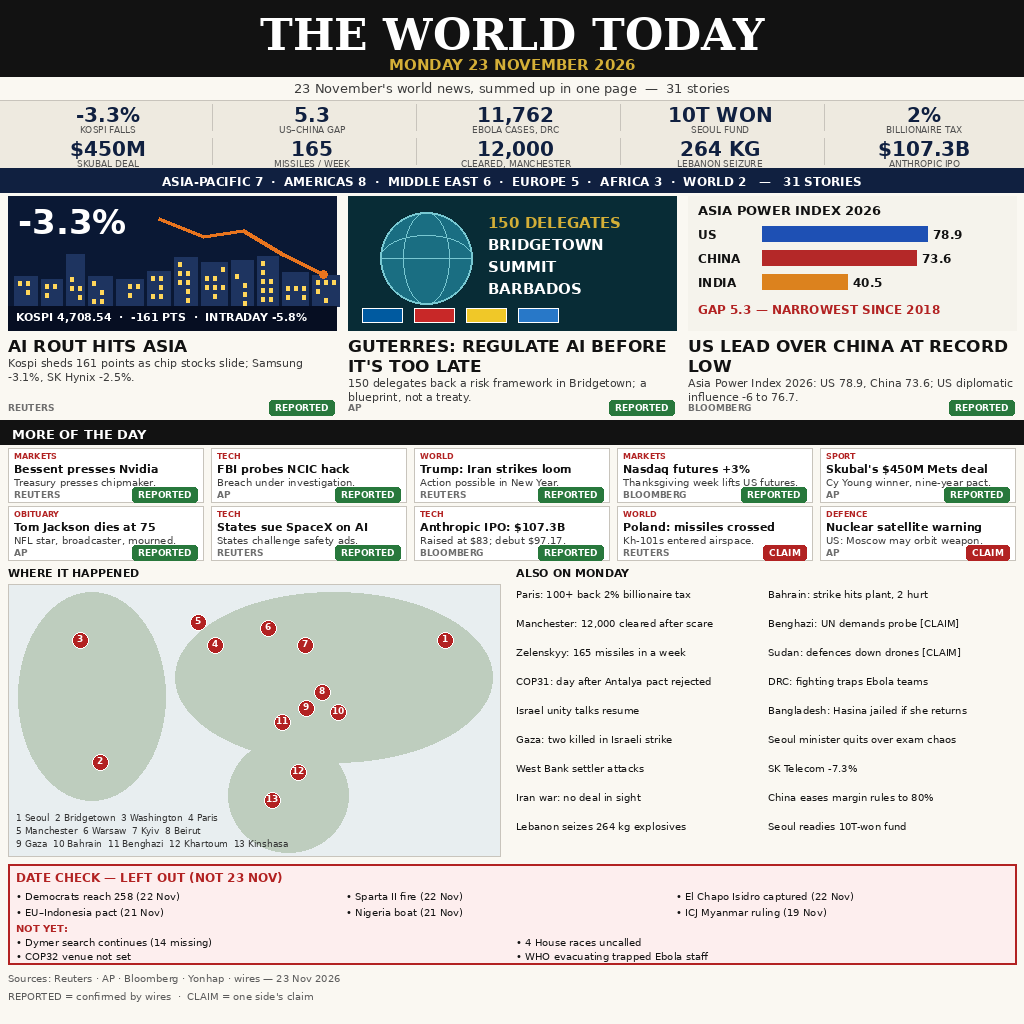 THE WORLD TODAY
MONDAY 23 NOVEMBER 2026
23 November's world news, summed up in one page — 31 stories
-3.3%
KOSPI FALLS
5.3
US–CHINA GAP
11,762
EBOLA CASES, DRC
10T WON
SEOUL FUND
2%
BILLIONAIRE TAX
$450M
SKUBAL DEAL
165
MISSILES / WEEK
12,000
CLEARED, MANCHESTER
264 KG
LEBANON SEIZURE
$107.3B
ANTHROPIC IPO
ASIA-PACIFIC 7 · AMERICAS 8 · MIDDLE EAST 6 · EUROPE 5 · AFRICA 3 · WORLD 2 — 31 STORIES
-3.3%
KOSPI 4,708.54 · -161 PTS · INTRADAY -5.8%
150 DELEGATES
BRIDGETOWN
SUMMIT
BARBADOS
ASIA POWER INDEX 2026
US 78.9
CHINA 73.6
INDIA 40.5
GAP 5.3 — NARROWEST SINCE 2018
AI ROUT HITS ASIA
Kospi sheds 161 points as chip stocks slide; Samsung
-3.1%, SK Hynix -2.5%.
REUTERS
REPORTED
GUTERRES: REGULATE AI BEFORE
IT'S TOO LATE
150 delegates back a risk framework in Bridgetown; a
blueprint, not a treaty.
AP
REPORTED
US LEAD OVER CHINA AT RECORD
LOW
Asia Power Index 2026: US 78.9, China 73.6; US diplomatic
influence -6 to 76.7.
BLOOMBERG
REPORTED
MORE OF THE DAY
MARKETS
Bessent presses Nvidia
Treasury presses chipmaker.
REUTERS
REPORTED
TECH
FBI probes NCIC hack
Breach under investigation.
AP
REPORTED
WORLD
Trump: Iran strikes loom
Action possible in New Year.
REUTERS
REPORTED
MARKETS
Nasdaq futures +3%
Thanksgiving week lifts US futures.
BLOOMBERG
REPORTED
SPORT
Skubal's $450M Mets deal
Cy Young winner, nine-year pact.
AP
REPORTED
OBITUARY
Tom Jackson dies at 75
NFL star, broadcaster, mourned.
AP
REPORTED
TECH
States sue SpaceX on AI
States challenge safety ads.
REUTERS
REPORTED
TECH
Anthropic IPO: $107.3B
Raised at $83; debut $97.17.
BLOOMBERG
REPORTED
WORLD
Poland: missiles crossed
Kh-101s entered airspace.
REUTERS
CLAIM
DEFENCE
Nuclear satellite warning
US: Moscow may orbit weapon.
AP
CLAIM
WHERE IT HAPPENED
5
6
3
4
7
1
8
9
10
11
2
12
13
1 Seoul 2 Bridgetown 3 Washington 4 Paris
5 Manchester 6 Warsaw 7 Kyiv 8 Beirut
9 Gaza 10 Bahrain 11 Benghazi 12 Khartoum 13 Kinshasa
ALSO ON MONDAY
Paris: 100+ back 2% billionaire tax
Manchester: 12,000 cleared after scare
Zelenskyy: 165 missiles in a week
COP31: day after Antalya pact rejected
Israel unity talks resume
Gaza: two killed in Israeli strike
West Bank settler attacks
Iran war: no deal in sight
Lebanon seizes 264 kg explosives
Bahrain: strike hits plant, 2 hurt
Benghazi: UN demands probe [CLAIM]
Sudan: defences down drones [CLAIM]
DRC: fighting traps Ebola teams
Bangladesh: Hasina jailed if she returns
Seoul minister quits over exam chaos
SK Telecom -7.3%
China eases margin rules to 80%
Seoul readies 10T-won fund
DATE CHECK — LEFT OUT (NOT 23 NOV)
• Democrats reach 258 (22 Nov)
• Sparta II fire (22 Nov)
• El Chapo Isidro captured (22 Nov)
• EU–Indonesia pact (21 Nov)
• Nigeria boat (21 Nov)
• ICJ Myanmar ruling (19 Nov)
NOT YET:
• Dymer search continues (14 missing)
• 4 House races uncalled
• COP32 venue not set
• WHO evacuating trapped Ebola staff
Sources: Reuters · AP · Bloomberg · Yonhap · wires — 23 Nov 2026
REPORTED = confirmed by wires · CLAIM = one side's claim